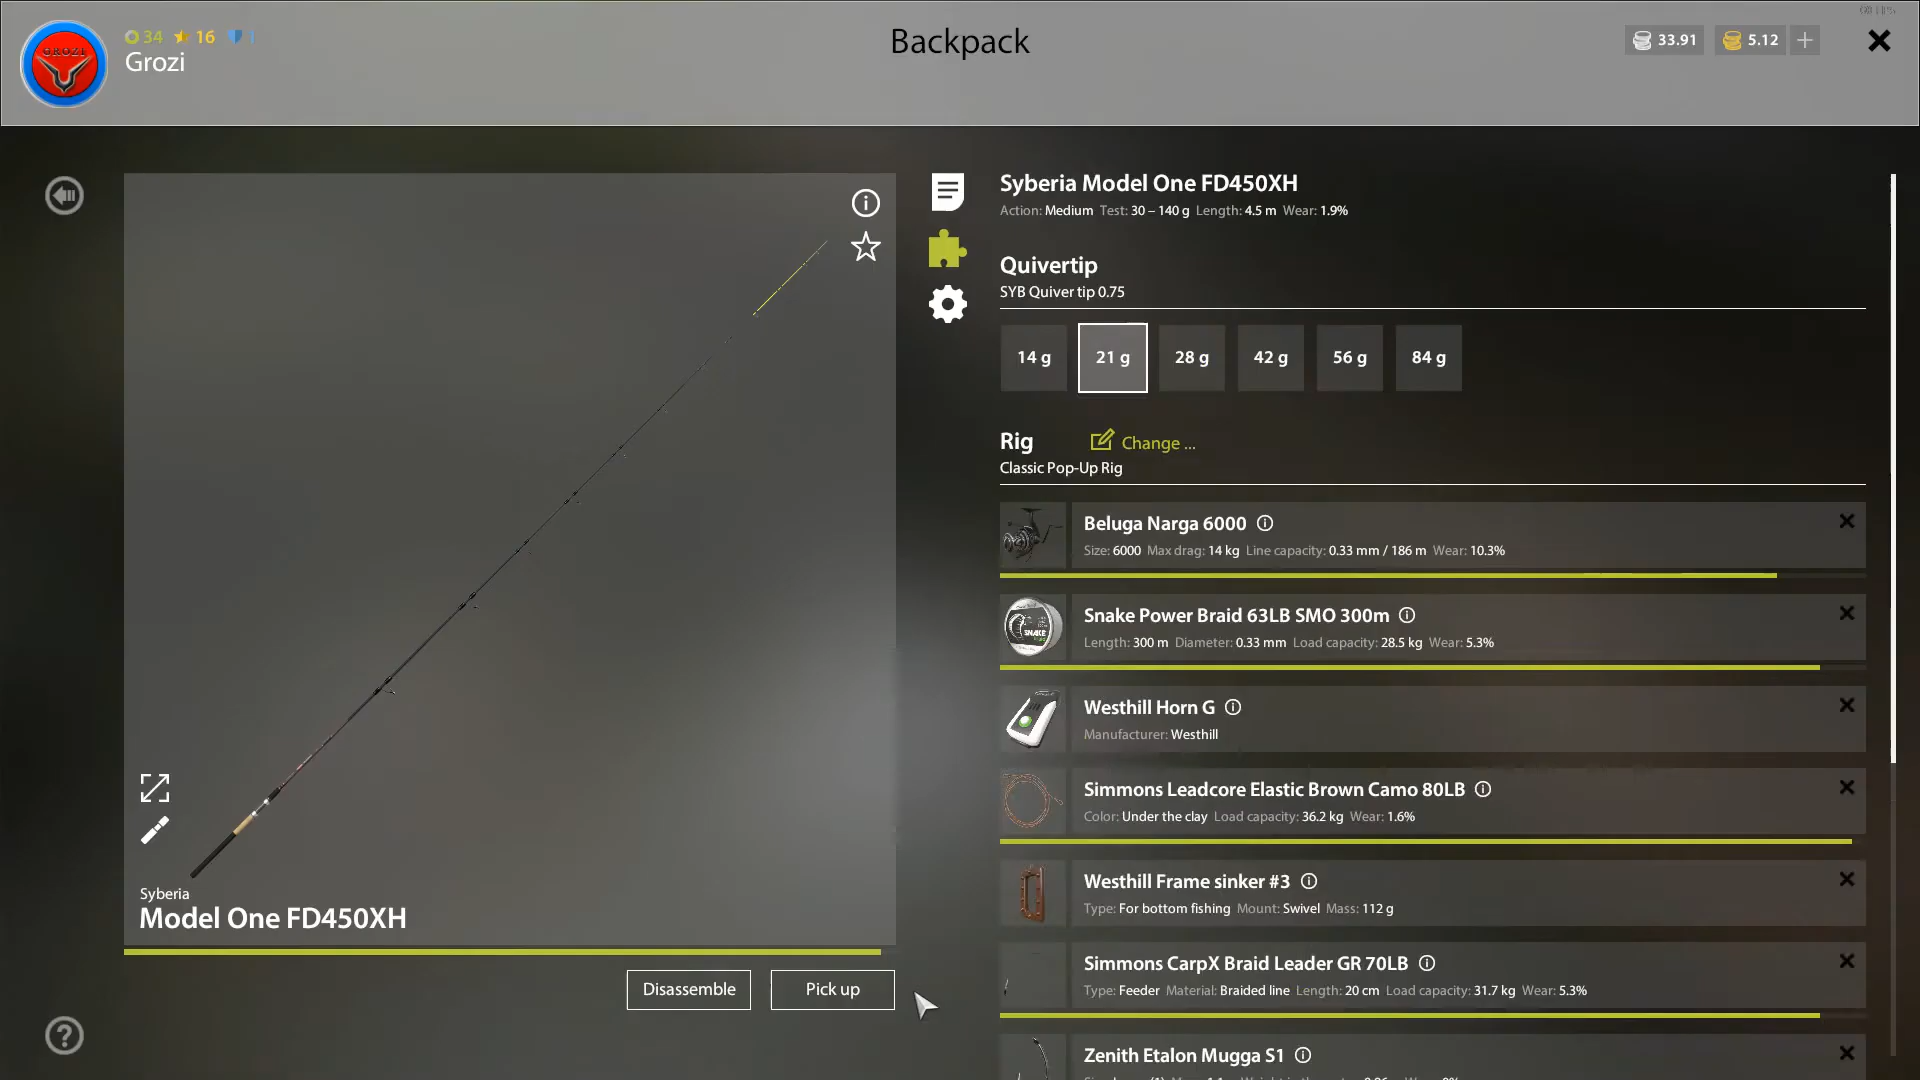 34 16 1
Grozi
GROZI
Backpack
33.91 5.12
Syberia Model One FD450XH
Action: Medium Test: 30 – 140 g Length: 4.5 m Wear: 1.9%
Quivertip
SYB Quiver tip 0.75
14 g 21 g 28 g 42 g 56 g 84 g
Rig Change ...
Classic Pop-Up Rig
Beluga Narga 6000
Size: 6000 Max drag: 14 kg Line capacity: 0.33 mm / 186 m Wear: 10.3%
SNAKE
Snake Power Braid 63LB SMO 300m
Length: 300 m Diameter: 0.33 mm Load capacity: 28.5 kg Wear: 5.3%
Westhill Horn G
Manufacturer: Westhill
Simmons Leadcore Elastic Brown Camo 80LB
Color: Under the clay Load capacity: 36.2 kg Wear: 1.6%
Westhill Frame sinker #3
Type: For bottom fishing Mount: Swivel Mass: 112 g
Simmons CarpX Braid Leader GR 70LB
Type: Feeder Material: Braided line Length: 20 cm Load capacity: 31.7 kg Wear: 5.3%
Zenith Etalon Mugga S1
Syberia
Model One FD450XH
Disassemble Pick up